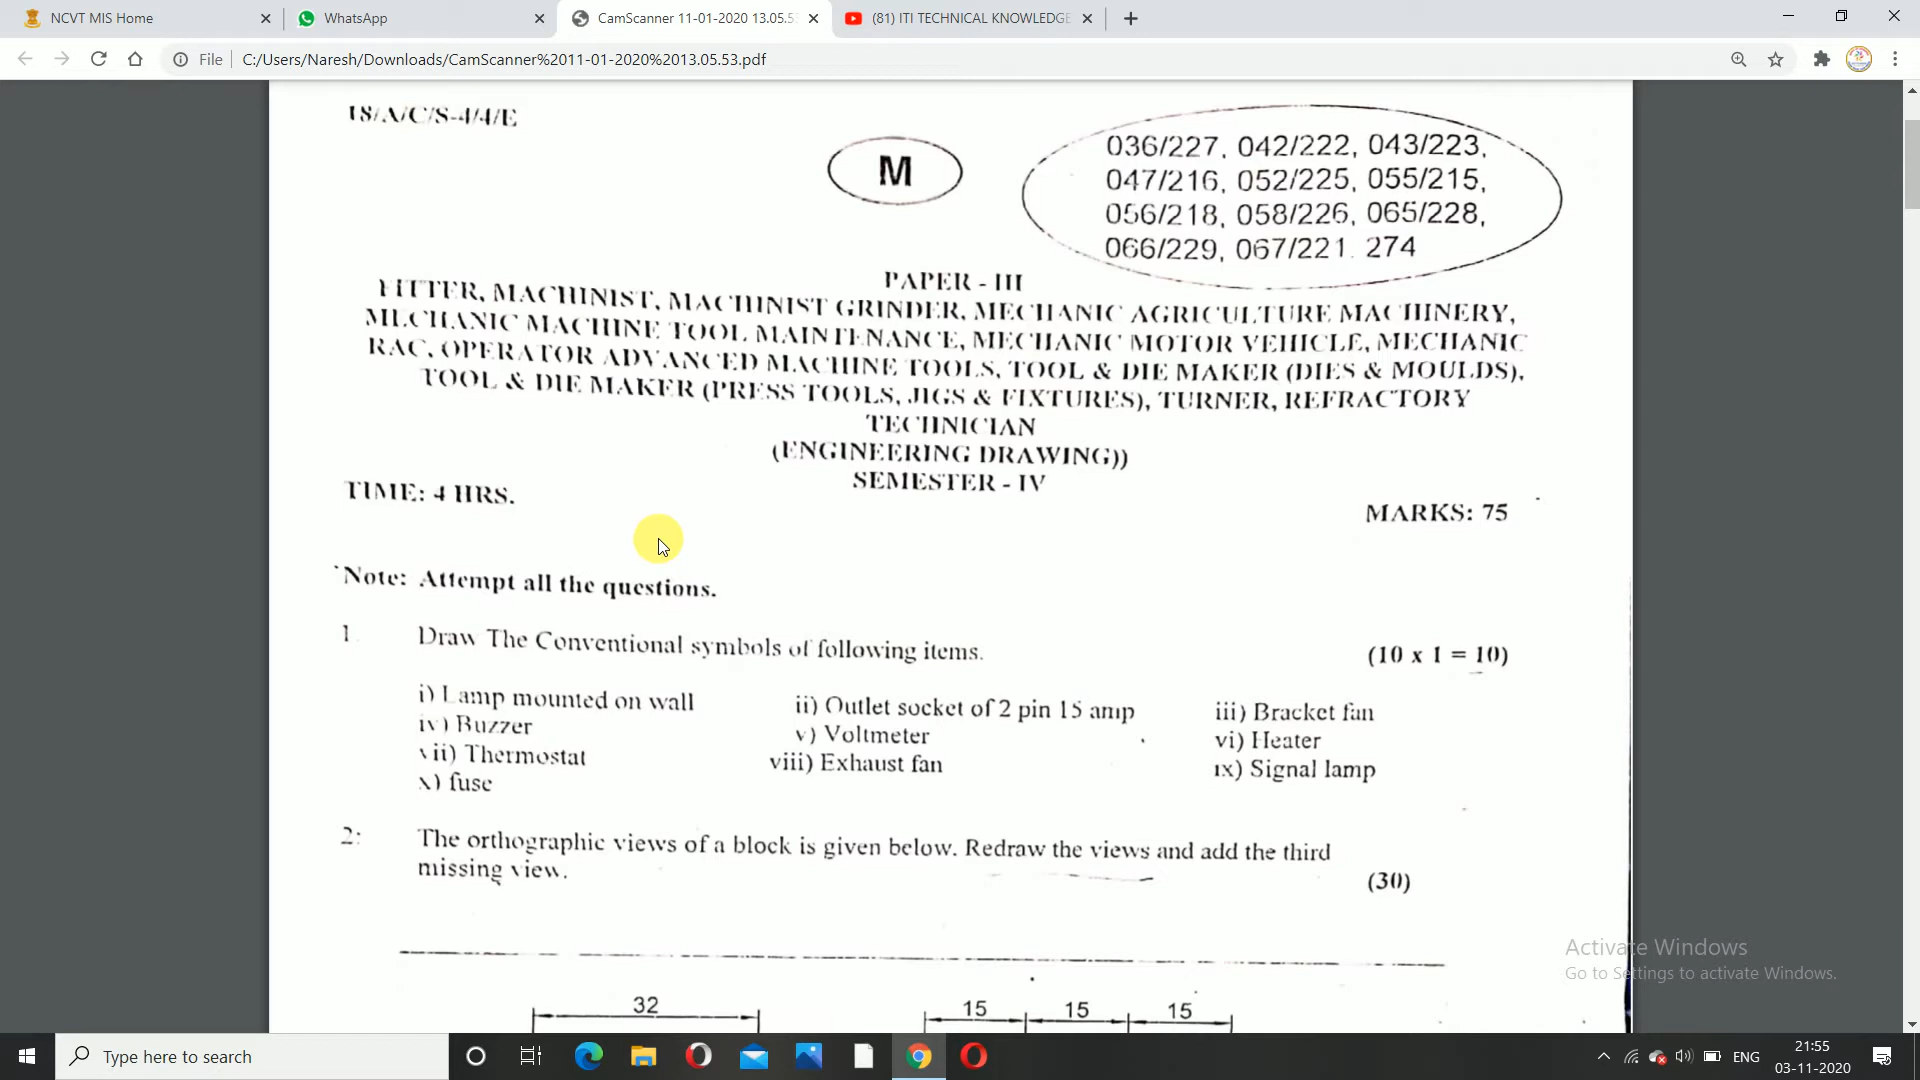 NCVT MIS Home
WhatsApp
CamScanner 11-01-2020 13.05.53
(81) ITI TECHNICAL KNOWLEDGE
File
C:/Users/Naresh/Downloads/CamScanner%2011-01-2020%2013.05.53.pdf
18/A/C/S-4/4/E
M
036/227, 042/222, 043/223,
047/216, 052/225, 055/215,
056/218, 058/226, 065/228,
066/229, 067/221. 274
PAPER - III
FITTER, MACHINIST, MACHINIST GRINDER, MECHANIC AGRICULTURE MACHINERY,
MECHANIC MACHINE TOOL MAINTENANCE, MECHANIC MOTOR VEHICLE, MECHANIC
RAC, OPERATOR ADVANCED MACHINE TOOLS, TOOL & DIE MAKER (DIES & MOULDS),
TOOL & DIE MAKER (PRESS TOOLS, JIGS & FIXTURES), TURNER, REFRACTORY
TECHNICIAN
(ENGINEERING DRAWING))
SEMESTER - IV
TIME: 4 HRS.
MARKS: 75
Note: Attempt all the questions.
1. Draw The Conventional symbols of following items. (10 x 1 = 10)
i) Lamp mounted on wall ii) Outlet socket of 2 pin 15 amp iii) Bracket fan
iv) Buzzer v) Voltmeter vi) Heater
vii) Thermostat viii) Exhaust fan ix) Signal lamp
x) fuse
2: The orthographic views of a block is given below. Redraw the views and add the third
missing view. (30)
32 15 15 15
Activate Windows
Go to Settings to activate Windows.
Type here to search
ENG
21:55
03-11-2020